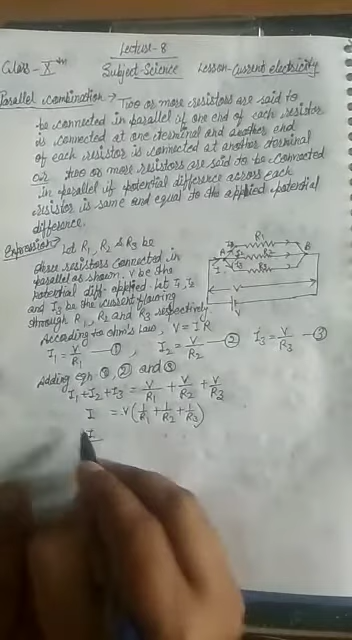 Lecture-8
Class-Xth Subject-Science Lesson-Current electricity
Parallel combination → Two or more resistors are said to
be connected in parallel if one end of each resistor
is connected at one terminal and another end
of each resistor is connected at another terminal
Or two or more resistors are said to be connected
in parallel if potential difference across each
resistor is same and equal to the applied potential
difference.
Expression → Let R1, R2 & R3 be
three resistors connected in
parallel as shown. V be the
potential diff. applied. Let I1, I2
and I3 be the current flowing
through R1, R2 and R3 respectively
R1
A I1 I2 R2 B
I I3 R3
V
V
According to ohm's law, V = IR
I1 = V/R1 —①, I2 = V/R2 —② I3 = V/R3 —③
Adding eqn ①, ② and ③
I1+I2+I3 = V/R1 + V/R2 + V/R3
I = V(1/R1 + 1/R2 + 1/R3)
I